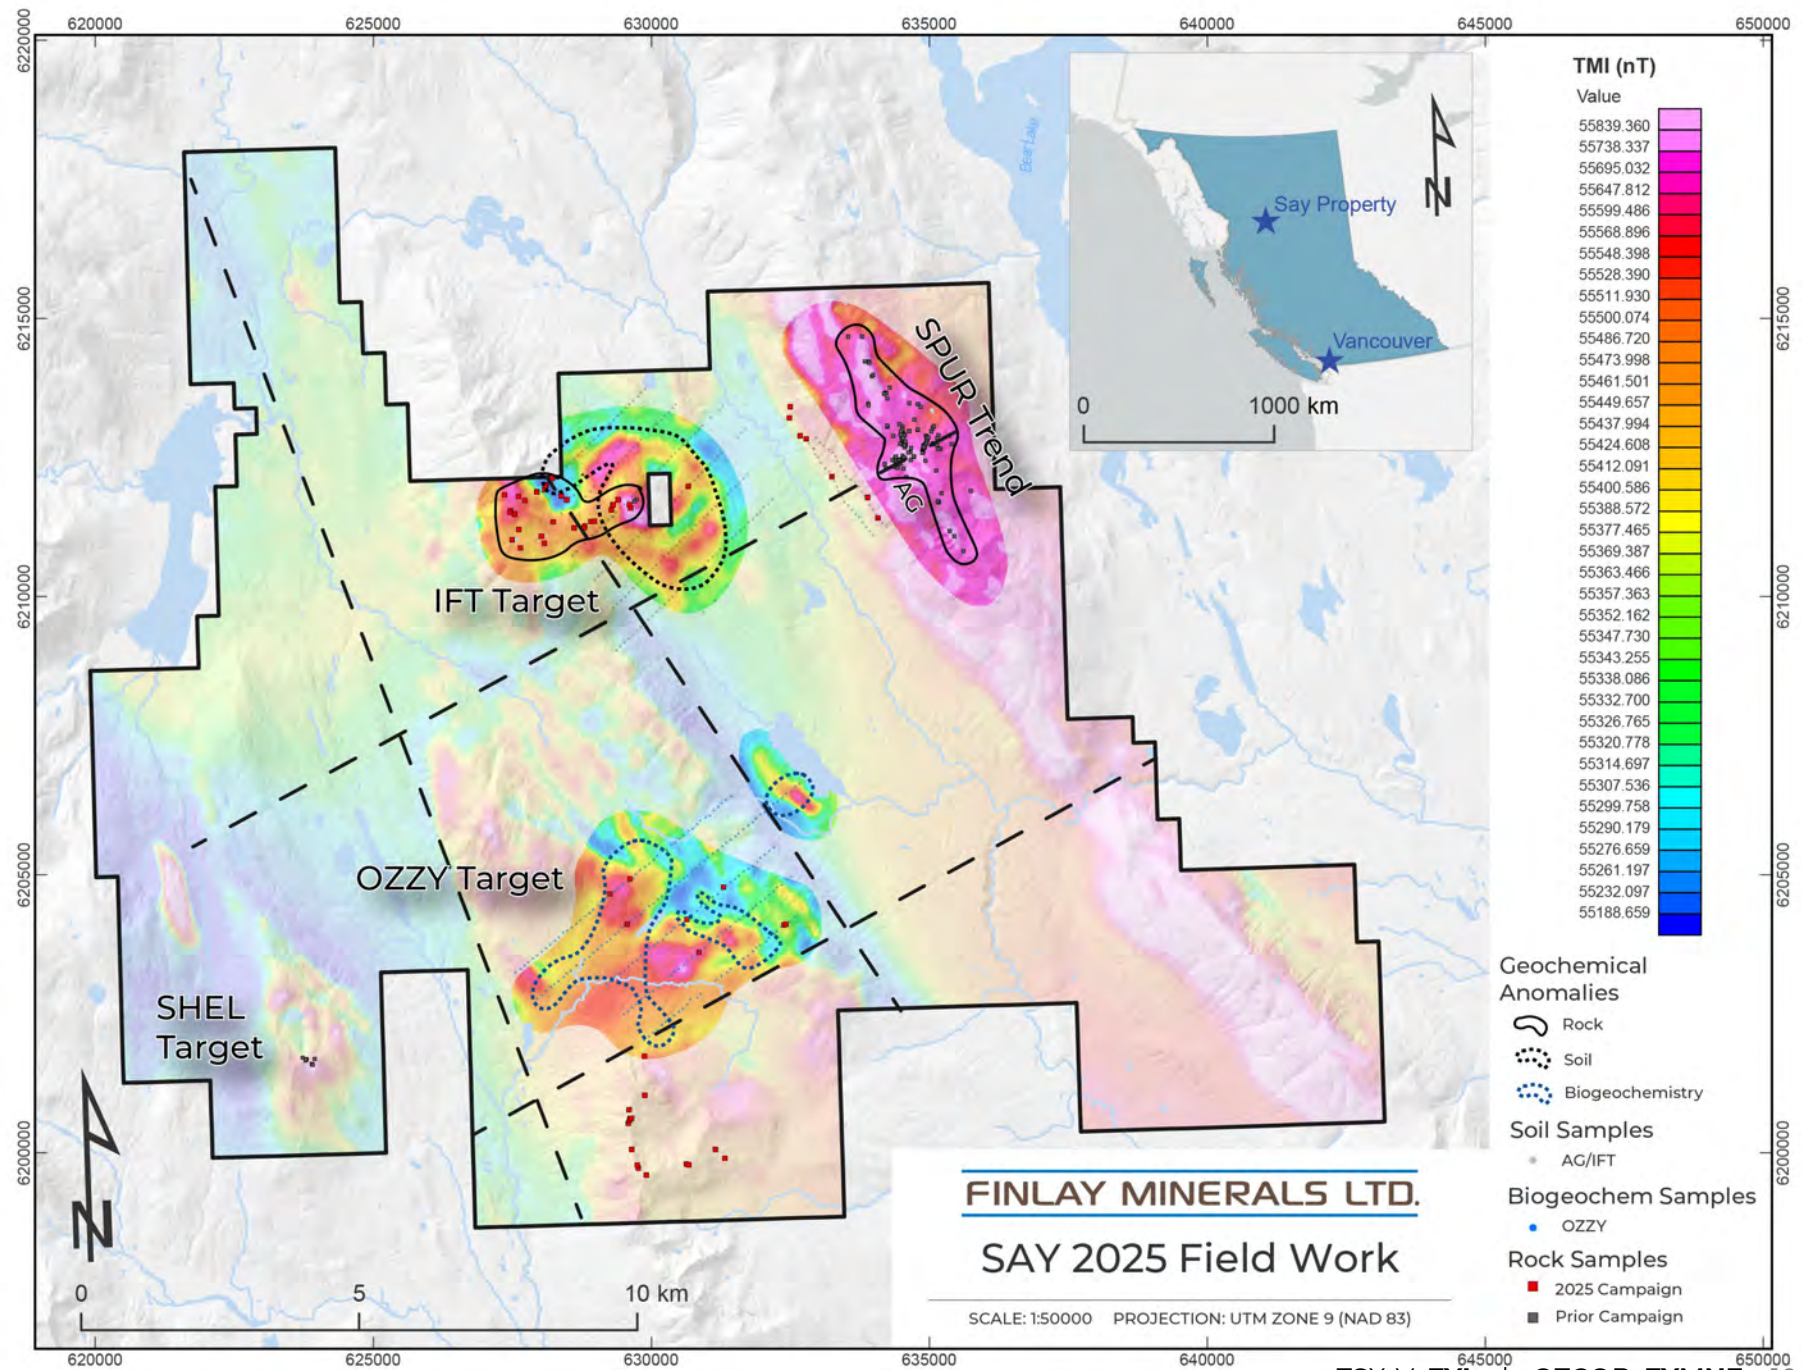 620000 625000 630000 635000 640000 645000 650000
6220000
6215000
6210000
6205000
6200000
6215000
6210000
6205000
6200000
Bear Lake
Say Property
Vancouver
0 1000 km
N
TMI (nT)
Value
55839.360
55738.337
55695.032
55647.812
55599.486
55568.896
55548.398
55528.390
55511.930
55500.074
55486.720
55473.998
55461.501
55449.657
55437.994
55424.608
55412.091
55400.586
55388.572
55377.465
55369.387
55363.466
55357.363
55352.162
55347.730
55343.255
55338.086
55332.700
55326.765
55320.778
55314.697
55307.536
55299.758
55290.179
55276.659
55261.197
55232.097
55188.659
SPUR Trend
AG
IFT Target
OZZY Target
SHEL
Target
N
0 5 10 km
Geochemical
Anomalies
Rock
Soil
Biogeochemistry
Soil Samples
AG/IFT
Biogeochem Samples
OZZY
Rock Samples
2025 Campaign
Prior Campaign
FINLAY MINERALS LTD.
SAY 2025 Field Work
SCALE: 1:50000 PROJECTION: UTM ZONE 9 (NAD 83)
620000 625000 630000 635000 640000 645000 650000